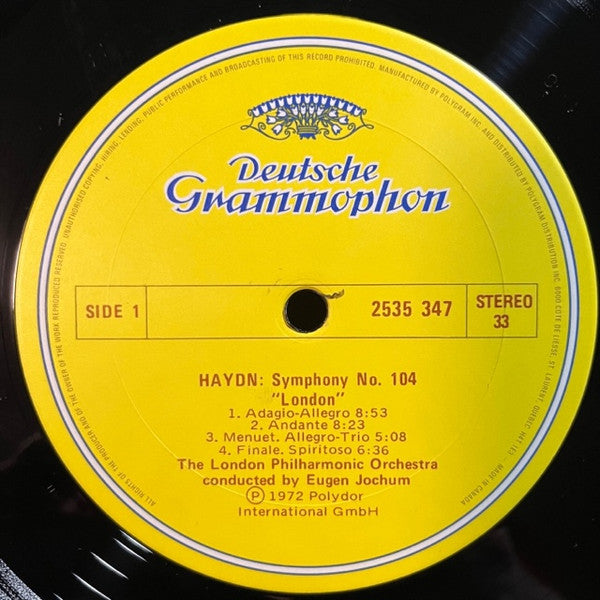 ALL RIGHTS OF THE PRODUCER AND OF THE OWNER OF THE WORK REPRODUCED RESERVED. UNAUTHORISED COPYING, HIRING, LENDING, PUBLIC PERFORMANCE AND BROADCASTING OF THIS RECORD PROHIBITED. MANUFACTURED BY POLYGRAM INC. AND DISTRIBUTED BY POLYGRAM DISTRIBUTION INC. 6000 COTE DE LIESSE, ST. LAURENT, QUEBEC, MADE IN CANADA
Deutsche
Grammophon
SIDE 1
2535 347
STEREO
33
HAYDN: Symphony No. 104
"London"
1. Adagio-Allegro 8:53
2. Andante 8:23
3. Menuet. Allegro-Trio 5:08
4. Finale. Spiritoso 6:36
The London Philharmonic Orchestra
conducted by Eugen Jochum
Ⓟ 1972 Polydor
International GmbH